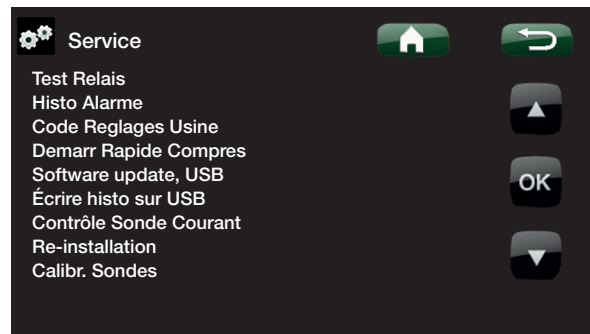 Service
Test Relais
Histo Alarme
Code Reglages Usine
Demarr Rapide Compres
Software update, USB
Écrire histo sur USB
Contrôle Sonde Courant
Re-installation
Calibr. Sondes
OK